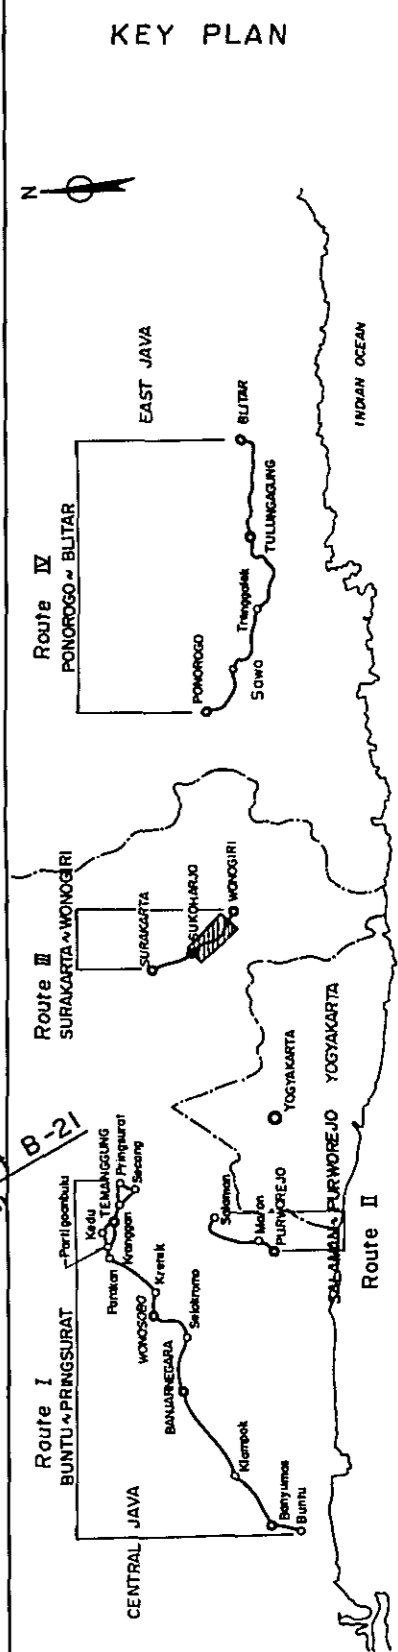 KEY PLAN
N
Route I
BUNTU ~ PRINGSURAT
CENTRAL JAVA
Buntu
Banyumas
Klampok
BANJARNEGARA
Selokromo
WONOSOBO
Kretek
Parakan
Partigoambulu
Kedu
TEMANGGUNG
Kranggan
Pringsurat
Secang
B-21
Route II
SALAMAN ~ PURWOREJO
Salaman
Maron
PURWOREJO
YOGYAKARTA
YOGYAKARTA
Route III
SURAKARTA ~ WONOGIRI
SURAKARTA
SUKOHARJO
WONOGIRI
Route IV
PONOROGO ~ BLITAR
PONOROGO
Sawo
Trenggalek
TULUNGAGUNG
BLITAR
EAST JAVA
INDIAN OCEAN